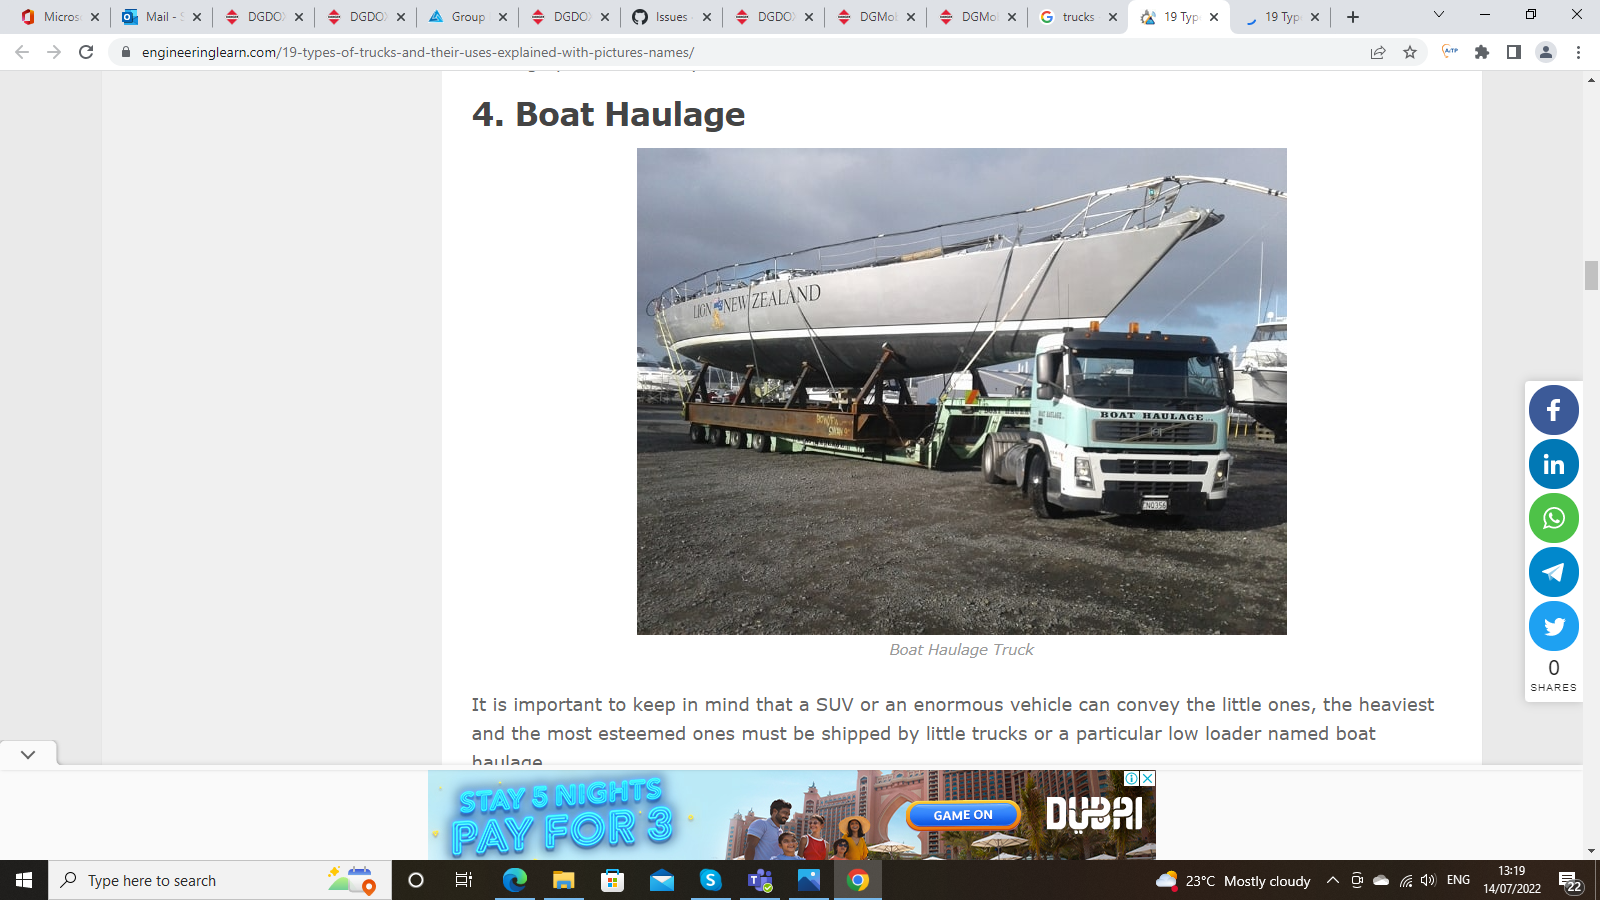 Micros
Mail - S
DGDO
DGDO
Group
DGDO
Issues
DGDO
DGMo
DGMo
trucks
19 Typ
19 Typ
engineeringlearn.com/19-types-of-trucks-and-their-uses-explained-with-pictures-names/
4. Boat Haulage
LION NEW ZEALAND
BOAT HAULAGE
Boat Haulage Truck
It is important to keep in mind that a SUV or an enormous vehicle can convey the little ones, the heaviest
and the most esteemed ones must be shipped by little trucks or a particular low loader named boat
haulage
0
SHARES
STAY 5 NIGHTS
PAY FOR 3
GAME ON
DUBAI
Type here to search
23°C Mostly cloudy
ENG
13:19
14/07/2022
22